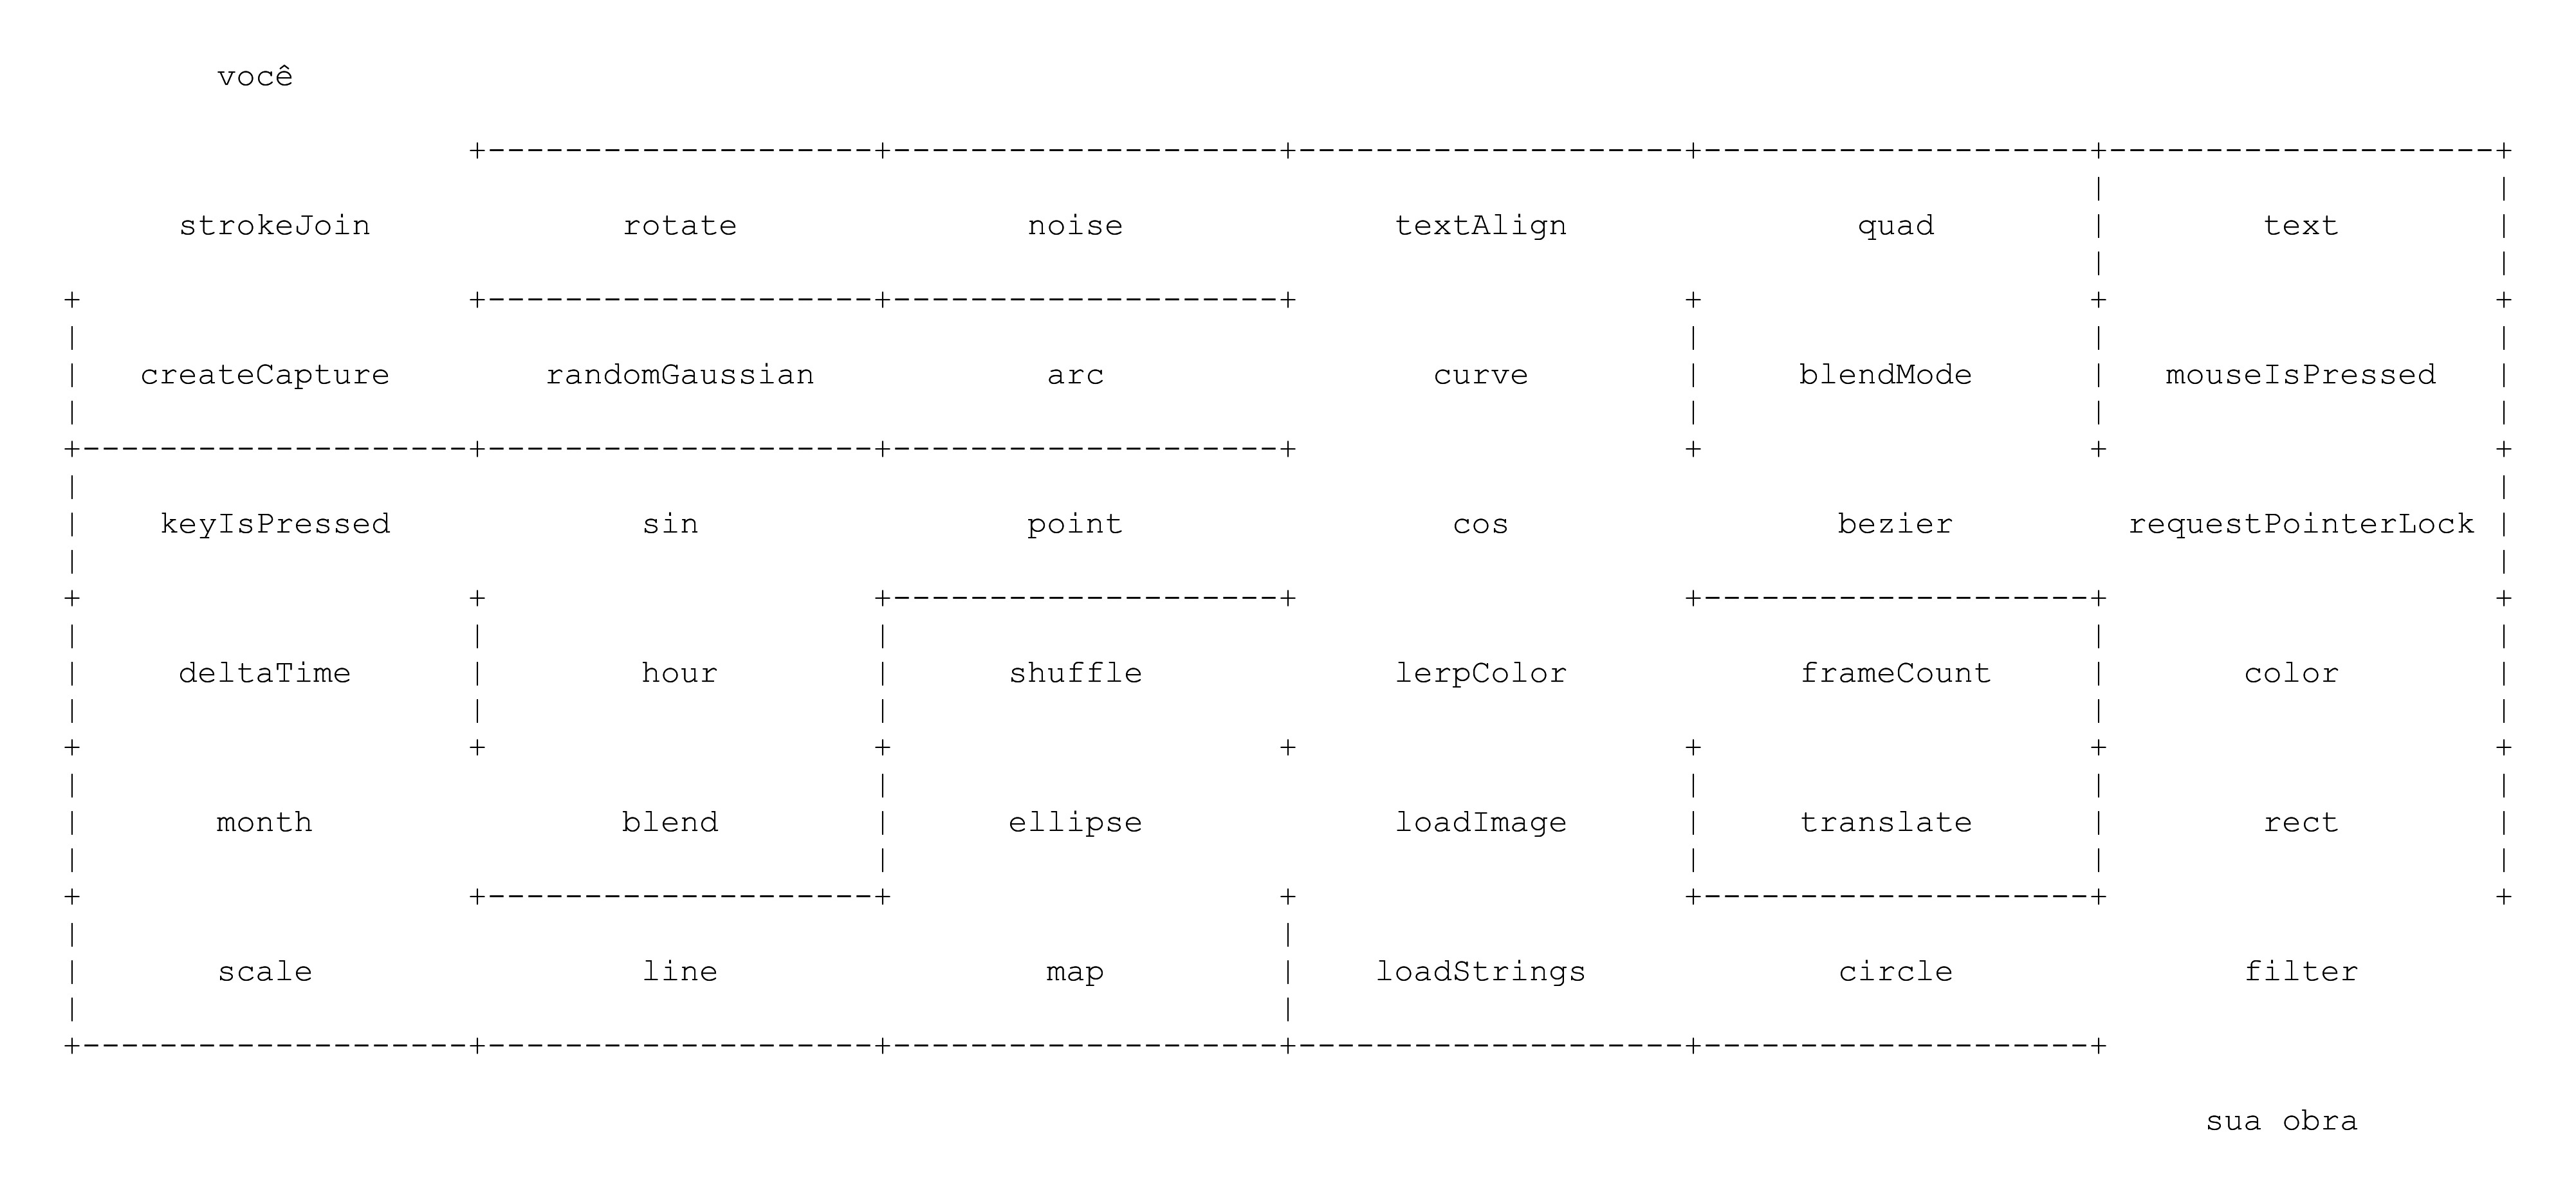 você
strokeJoin rotate noise textAlign quad text
createCapture randomGaussian arc curve blendMode mouseIsPressed
keyIsPressed sin point cos bezier requestPointerLock
deltaTime hour shuffle lerpColor frameCount color
month blend ellipse loadImage translate rect
scale line map loadStrings circle filter
sua obra